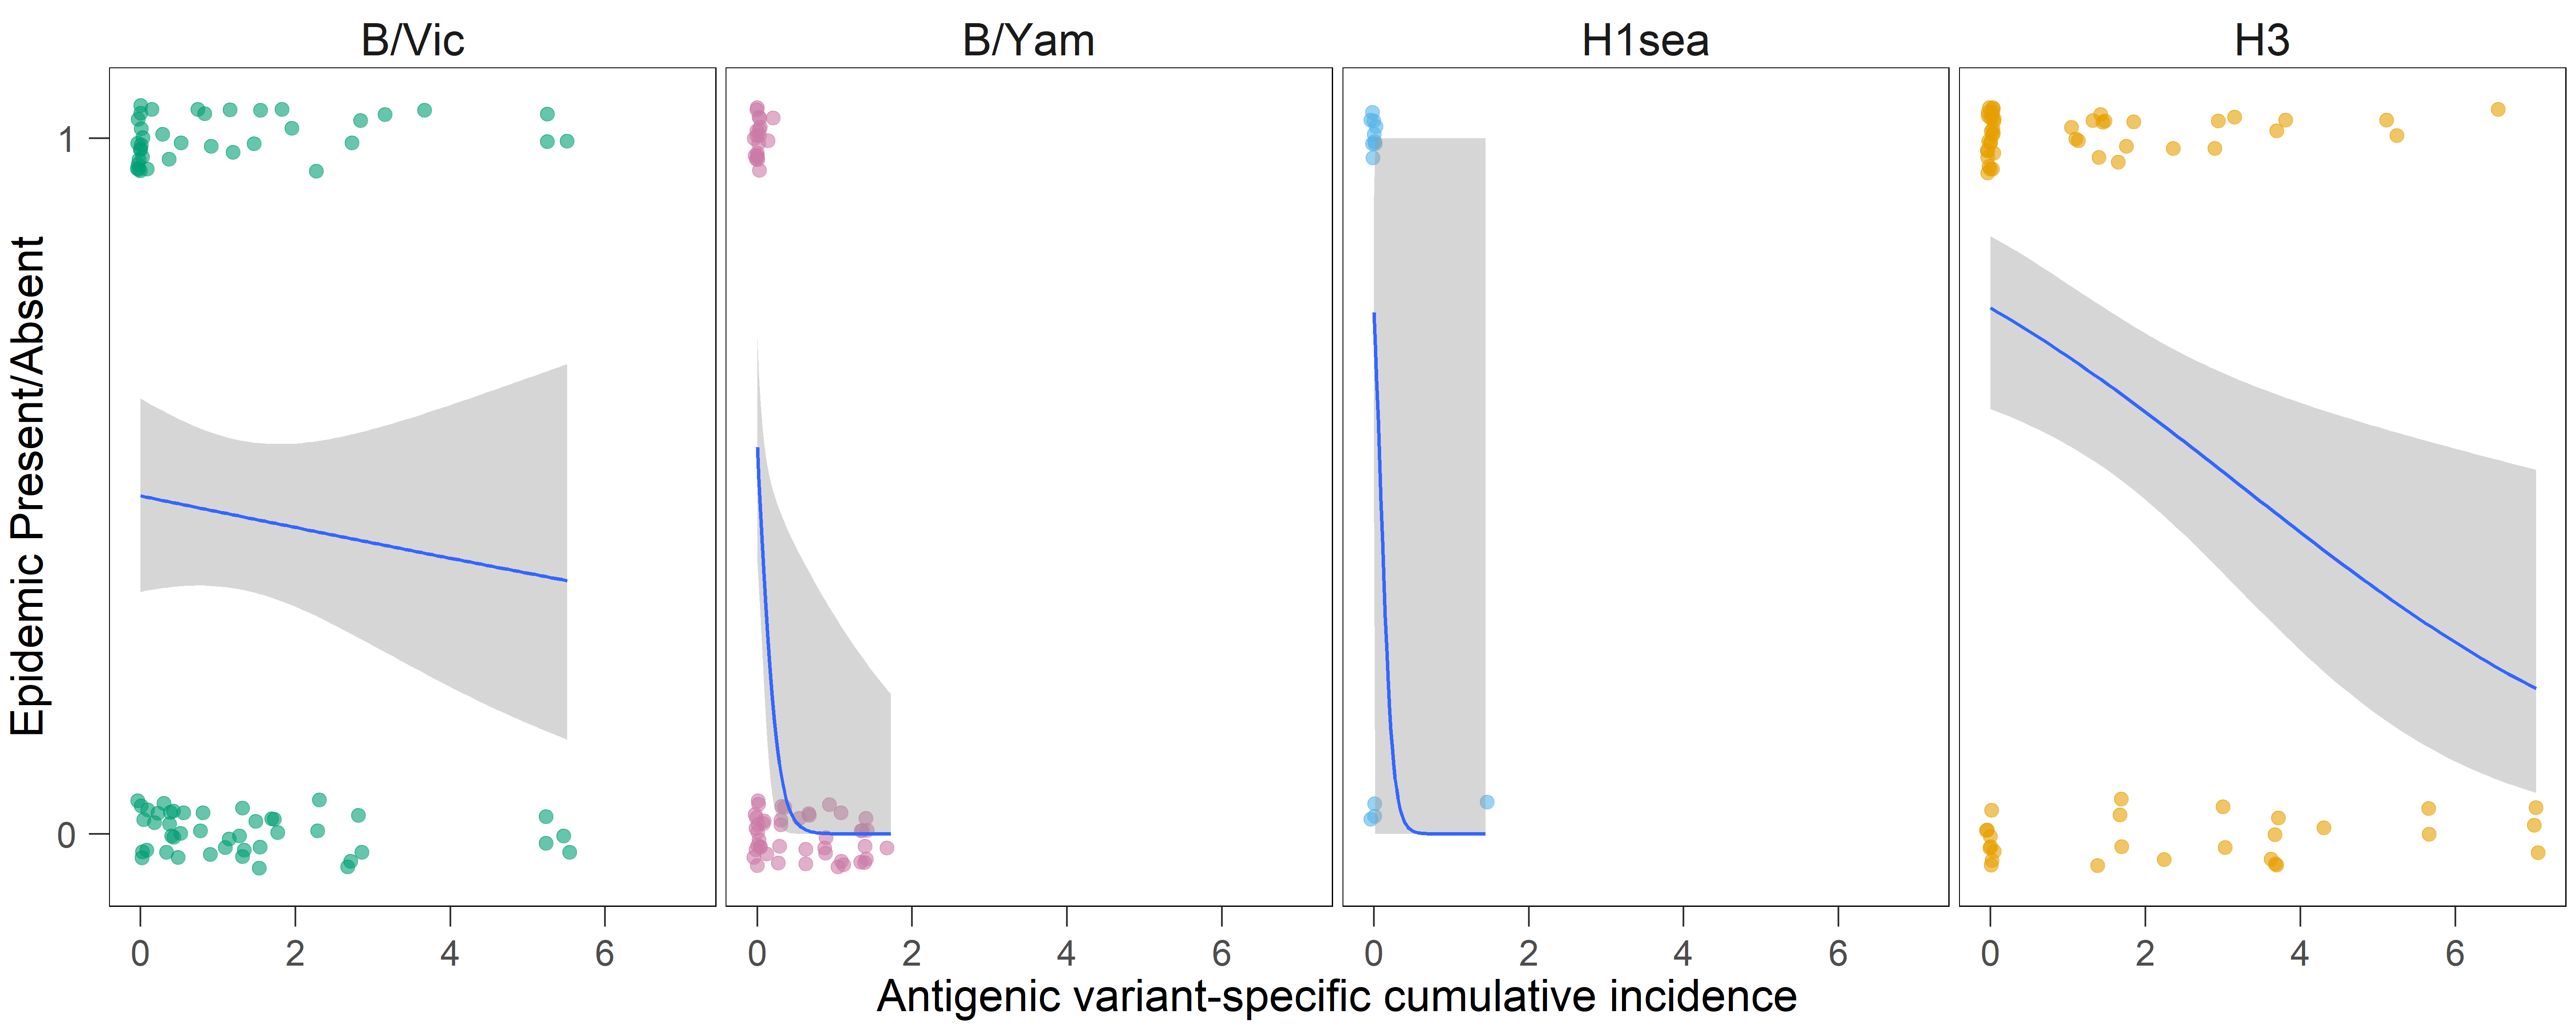 B/Vic B/Yam H1sea H3
Epidemic Present/Absent
1
0
0 2 4 6 0 2 4 6 0 2 4 6 0 2 4 6
Antigenic variant-specific cumulative incidence